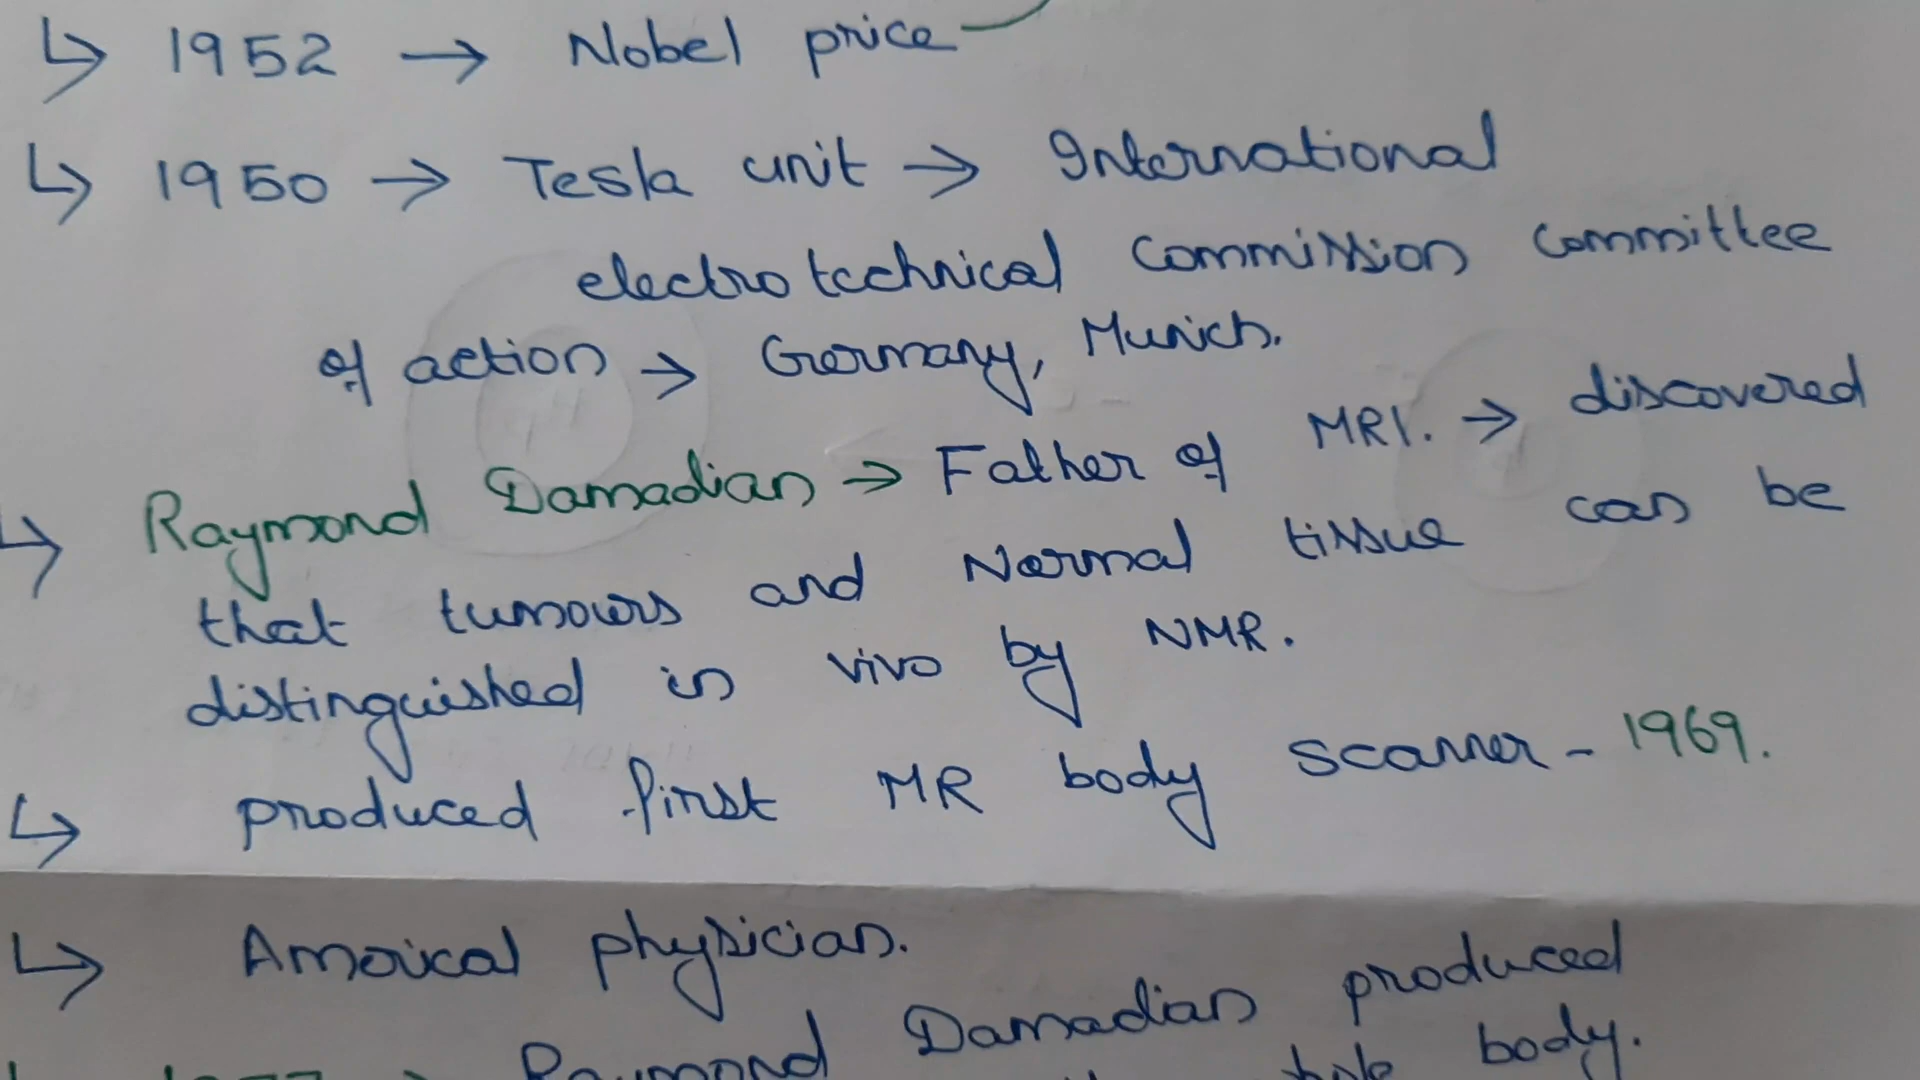 ↳ 1952 → Nobel price
↳ 1950 → Tesla unit → International
electrotechnical Commission Committee
of action → Germany, Munich.
↳ Raymond Damadian → Father of MRI. → discovered
that tumours and Normal tissue can be
distinguished in vivo by NMR.
↳ produced first MR body scanner - 1969.
↳ Americal physician.
Raymond Damadian produced
body.